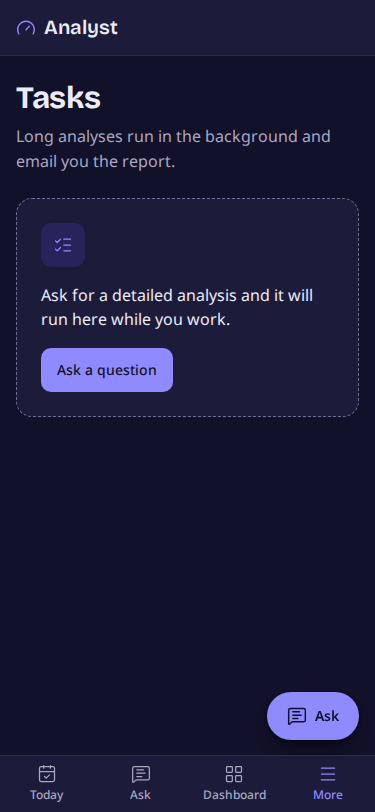 Analyst
Tasks
Long analyses run in the background and
email you the report.
Ask for a detailed analysis and it will
run here while you work.
Ask a question
Ask
Today
Ask
Dashboard
More